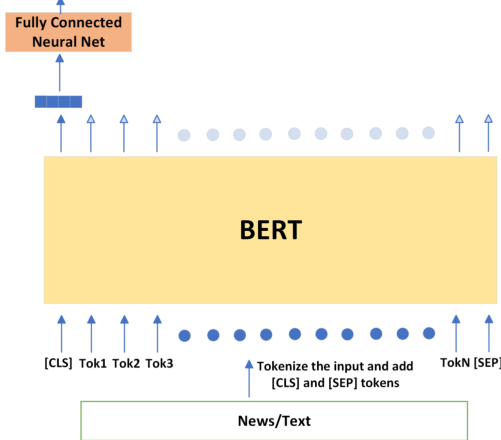 Fully Connected
Neural Net
BERT
[CLS] Tok1 Tok2 Tok3 TokN [SEP]
Tokenize the input and add
[CLS] and [SEP] tokens
News/Text